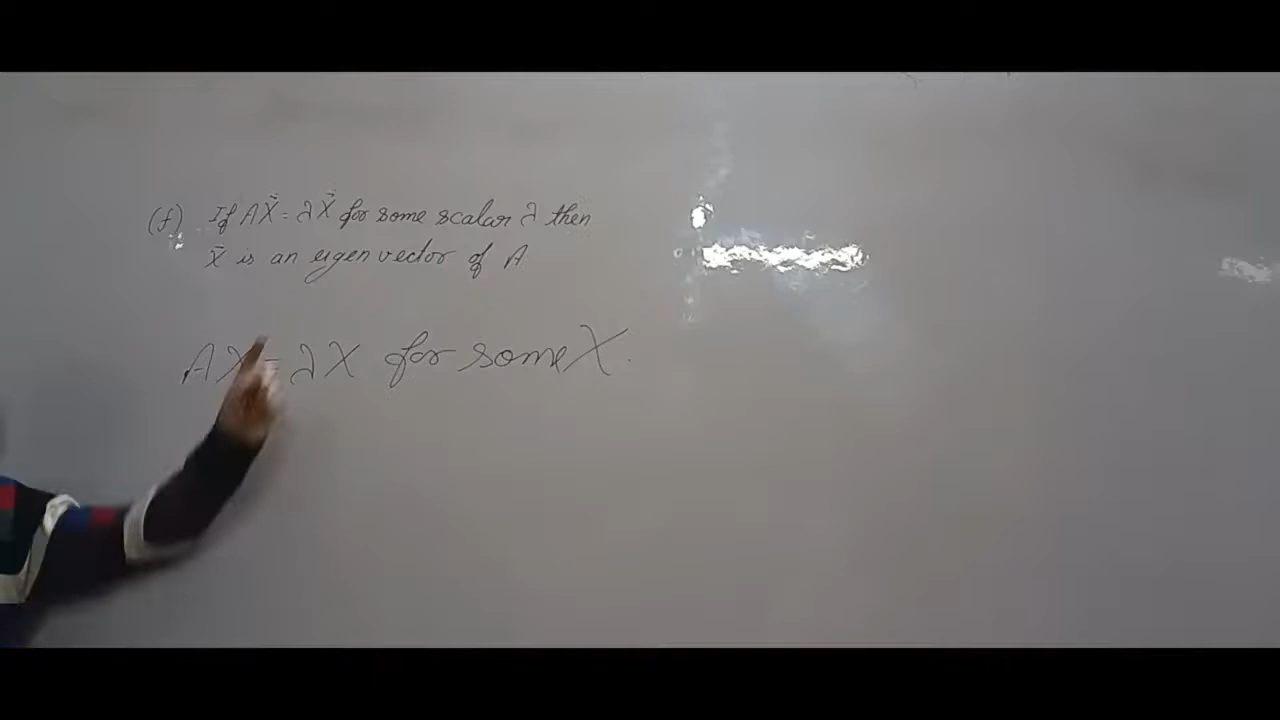 (f) If AX⃗ = λX⃗ for some scalar λ then
X⃗ is an eigen vector of A
AX = λX for some X.